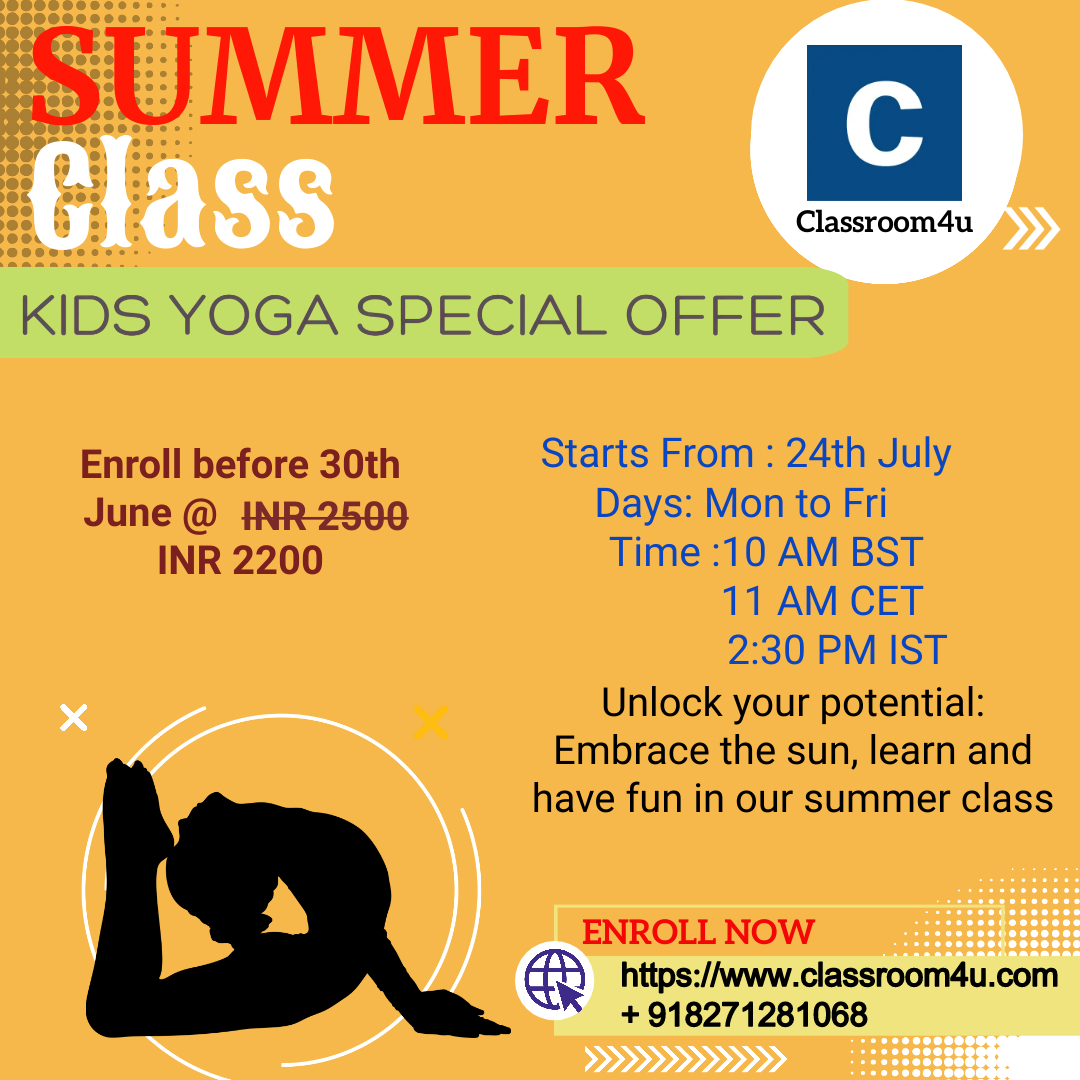 SUMMER
Class
C
Classroom4u
KIDS YOGA SPECIAL OFFER
Enroll before 30th
June @ INR 2500
INR 2200
Starts From : 24th July
Days: Mon to Fri
Time :10 AM BST
11 AM CET
2:30 PM IST
Unlock your potential:
Embrace the sun, learn and
have fun in our summer class
ENROLL NOW
https://www.classroom4u.com
+ 918271281068